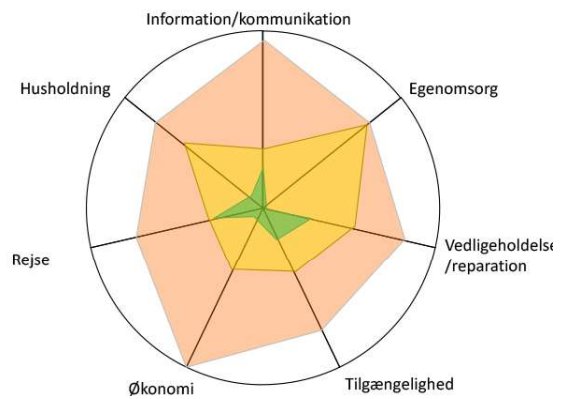 Information/kommunikation
Husholdning
Egenomsorg
Vedligeholdelse
/reparation
Rejse
Tilgængelighed
Økonomi